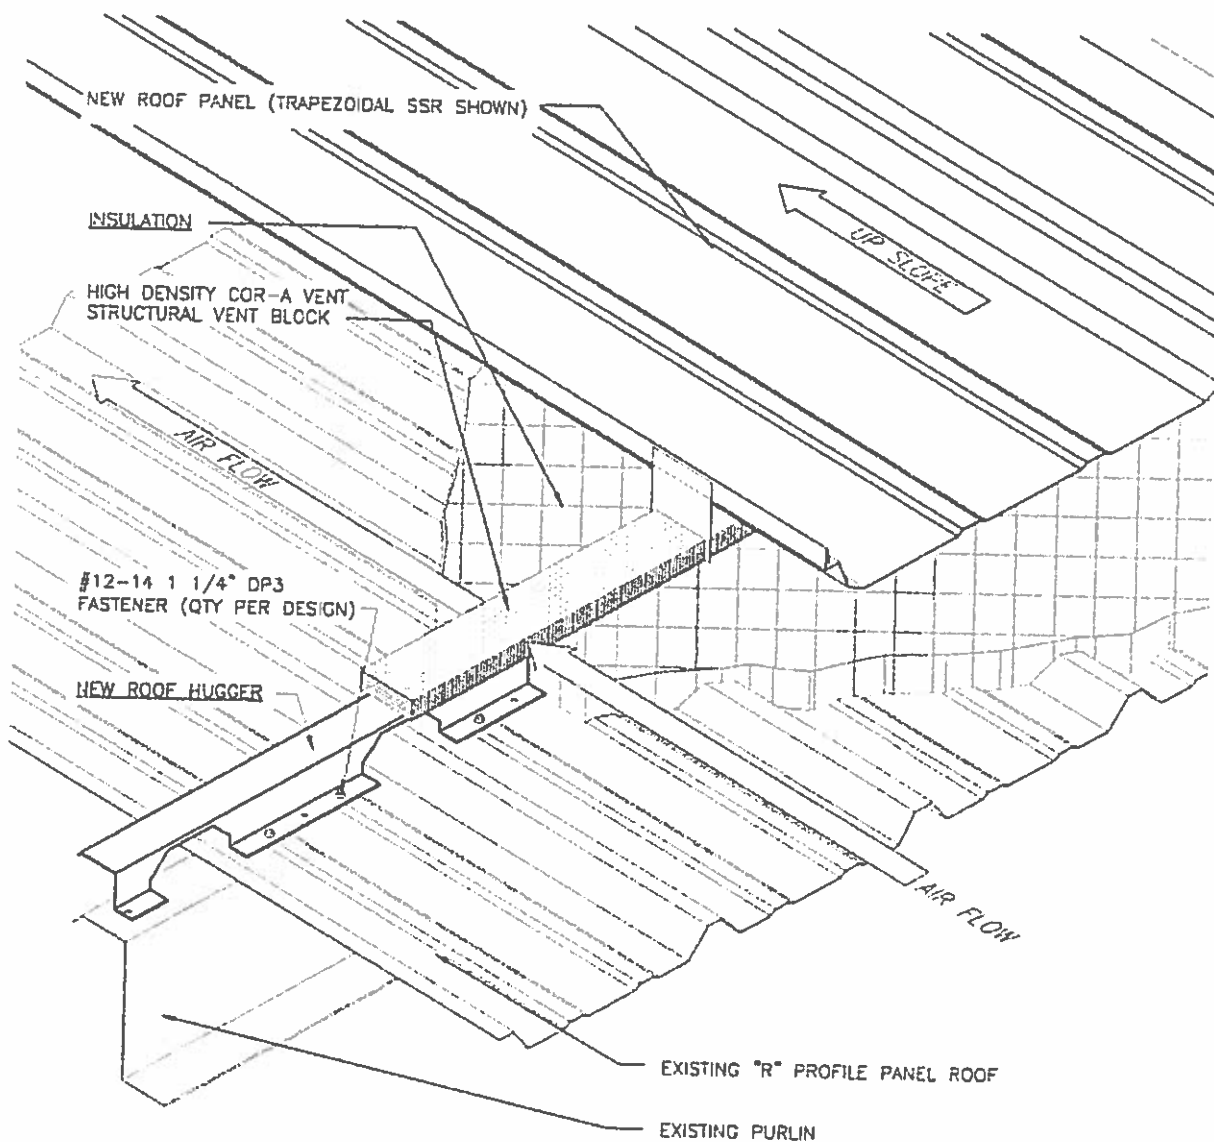 NEW ROOF PANEL (TRAPEZOIDAL SSR SHOWN)
INSULATION
UP SLOPE
HIGH DENSITY COR-A VENT
STRUCTURAL VENT BLOCK
AIR FLOW
#12-14 1 1/4" DP3
FASTENER (QTY PER DESIGN)
NEW ROOF HUGGER
AIR FLOW
EXISTING "R" PROFILE PANEL ROOF
EXISTING PURLIN